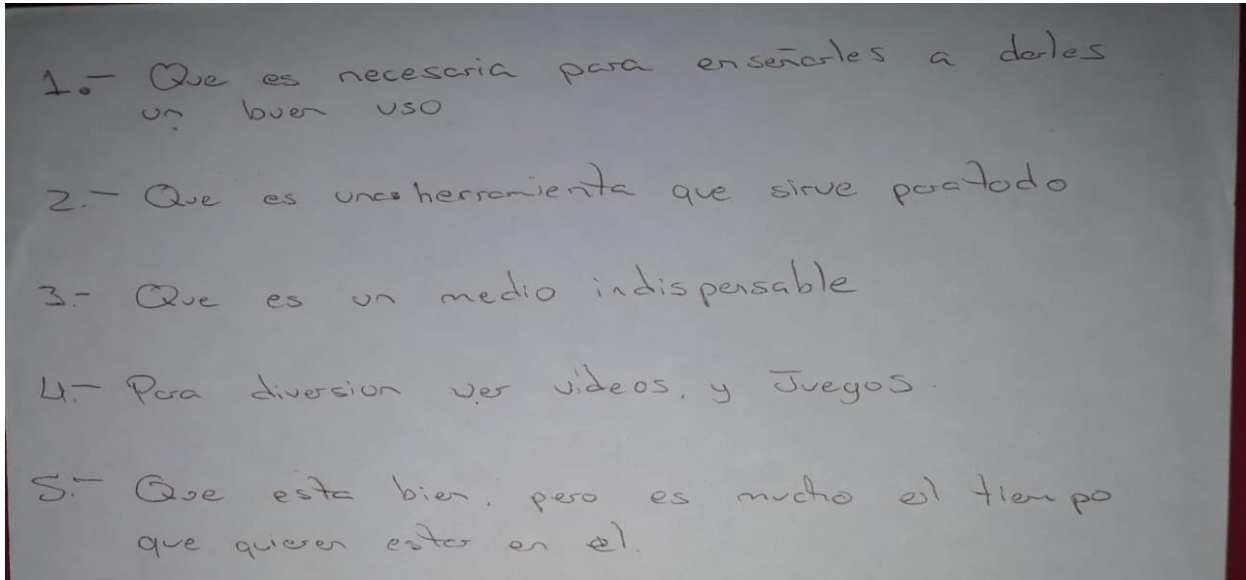 1.- Que es necesaria para enseñarles a darles
un buen uso
2.- Que es una herramienta que sirve para todo
3.- Que es un medio indispensable
4.- Para diversion ver videos, y Juegos.
5.- Que esta bien, pero es mucho el tiempo
que quieren estar en el.